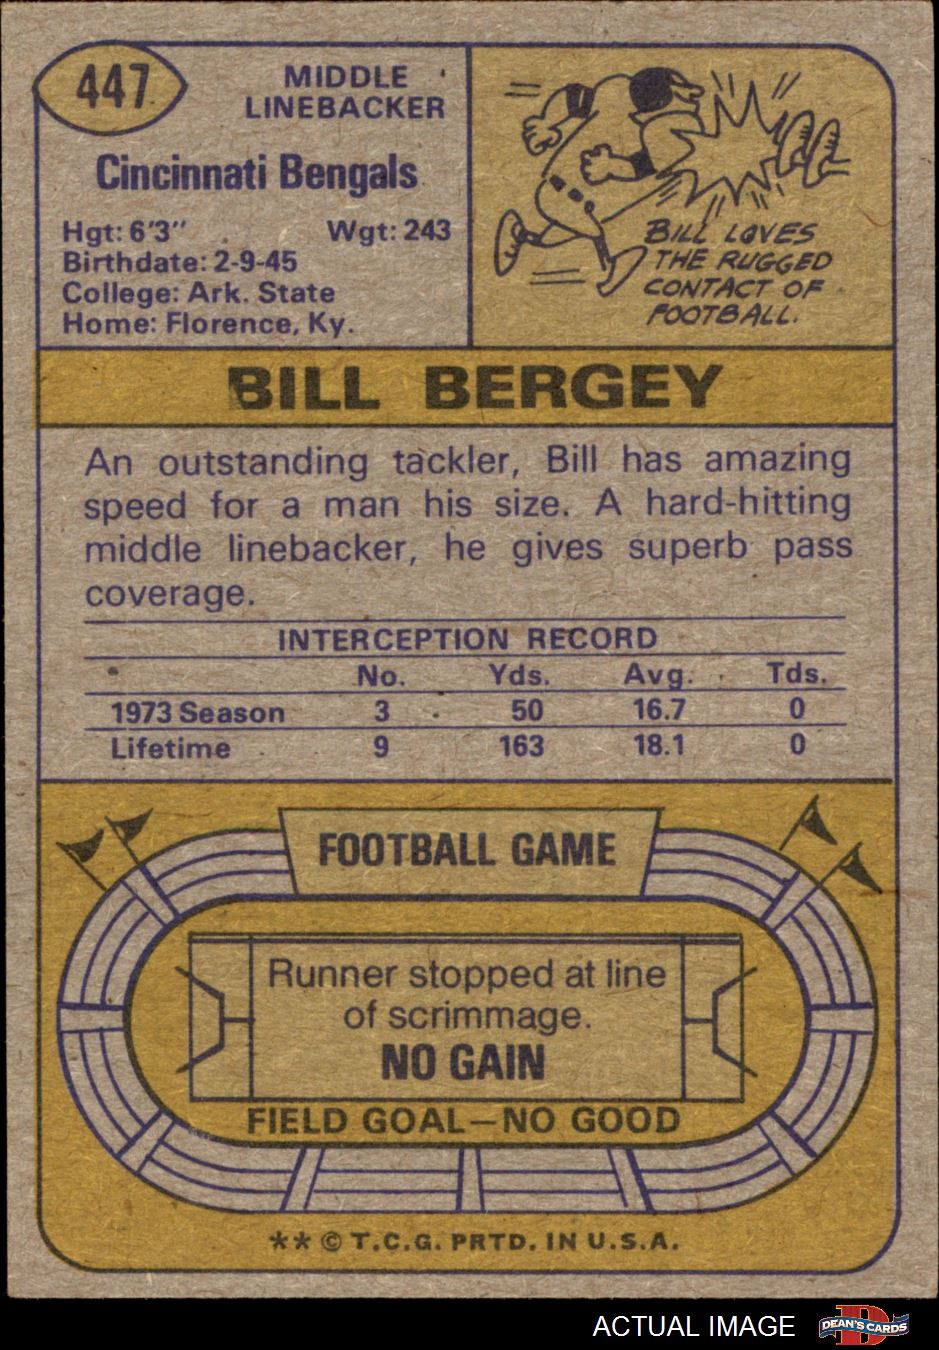 447
MIDDLE
LINEBACKER
Cincinnati Bengals
Hgt: 6'3" Wgt: 243
Birthdate: 2-9-45
College: Ark. State
Home: Florence, Ky.
BILL LOVES
THE RUGGED
CONTACT OF
FOOTBALL.
BILL BERGEY
An outstanding tackler, Bill has amazing
speed for a man his size. A hard-hitting
middle linebacker, he gives superb pass
coverage.
INTERCEPTION RECORD
No. Yds. Avg. Tds.
1973 Season 3 50 16.7 0
Lifetime 9 163 18.1 0
FOOTBALL GAME
Runner stopped at line
of scrimmage.
NO GAIN
FIELD GOAL—NO GOOD
** © T.C.G. PRTD. IN U.S.A.
ACTUAL IMAGE
D
DEAN'S CARDS